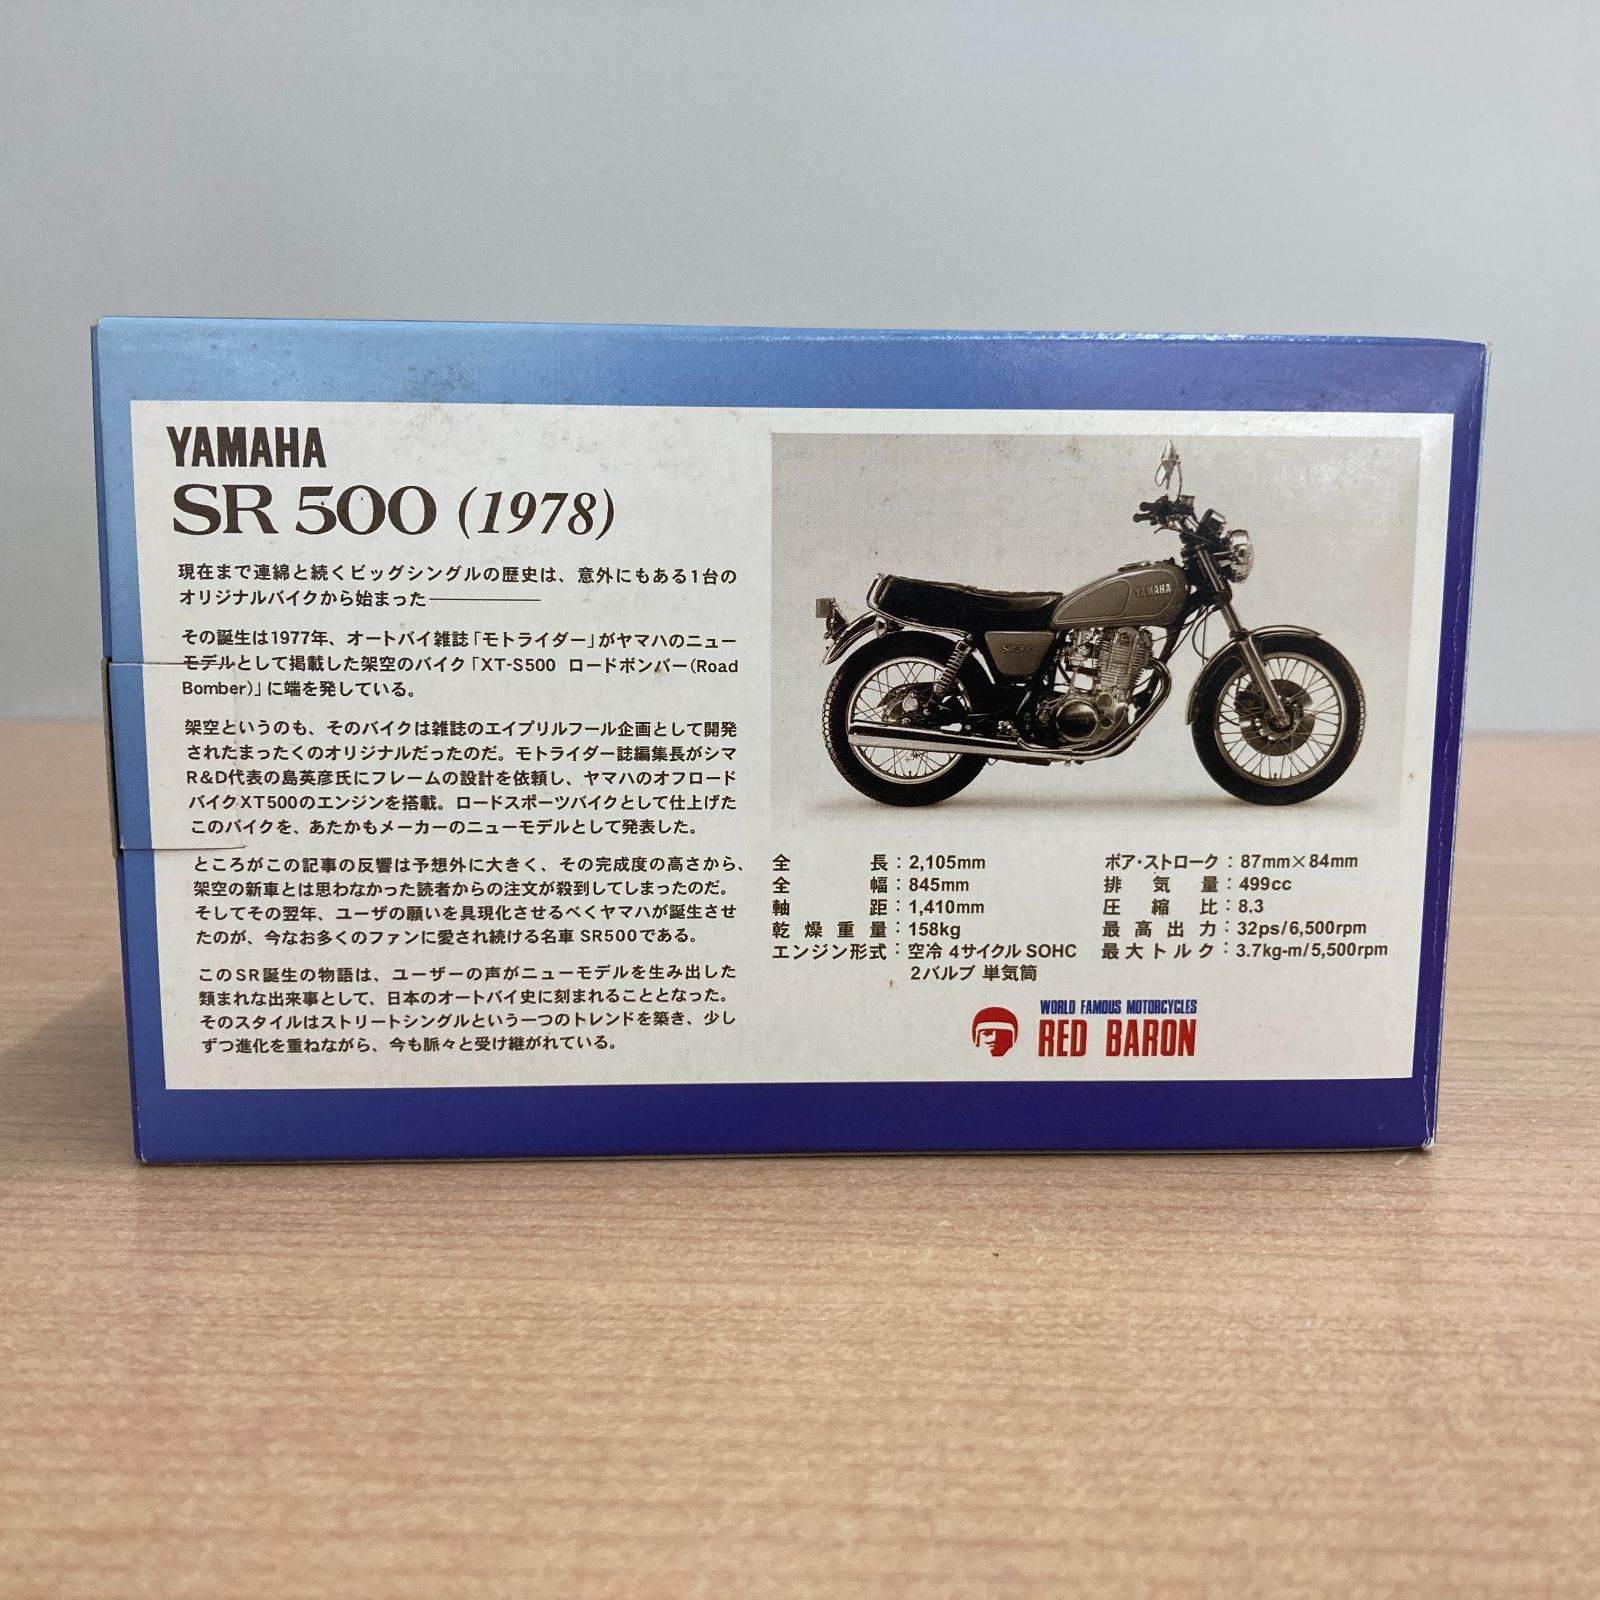 YAMAHA
SR 500 (1978)
現在まで連綿と続くビッグシングルの歴史は、意外にもある1台の
オリジナルバイクから始まった―――――
その誕生は1977年、オートバイ雑誌「モトライダー」がヤマハのニュー
モデルとして掲載した架空のバイク「XT-S500 ロードボンバー(Road
Bomber)」に端を発している。
架空というのも、そのバイクは雑誌のエイプリルフール企画として開発
されたまったくのオリジナルだったのだ。モトライダー誌編集長がシマ
R&D代表の島英彦氏にフレームの設計を依頼し、ヤマハのオフロード
バイクXT500のエンジンを搭載。ロードスポーツバイクとして仕上げた
このバイクを、あたかもメーカーのニューモデルとして発表した。
ところがこの記事の反響は予想外に大きく、その完成度の高さから、
架空の新車とは思わなかった読者からの注文が殺到してしまったのだ。
そしてその翌年、ユーザの願いを具現化させるべくヤマハが誕生させ
たのが、今なお多くのファンに愛され続ける名車 SR500である。
このSR誕生の物語は、ユーザーの声がニューモデルを生み出した
類まれな出来事として、日本のオートバイ史に刻まれることとなった。
そのスタイルはストリートシングルという一つのトレンドを築き、少し
ずつ進化を重ねながら、今も脈々と受け継がれている。
YAMAHA
SR500
全長：2,105mm
全幅：845mm
軸距：1,410mm
乾燥重量：158kg
エンジン形式：空冷 4サイクル SOHC
2バルブ 単気筒
ボア・ストローク：87mm×84mm
排気量：499cc
圧縮比：8.3
最高出力：32ps/6,500rpm
最大トルク：3.7kg-m/5,500rpm
WORLD FAMOUS MOTORCYCLES
RED BARON